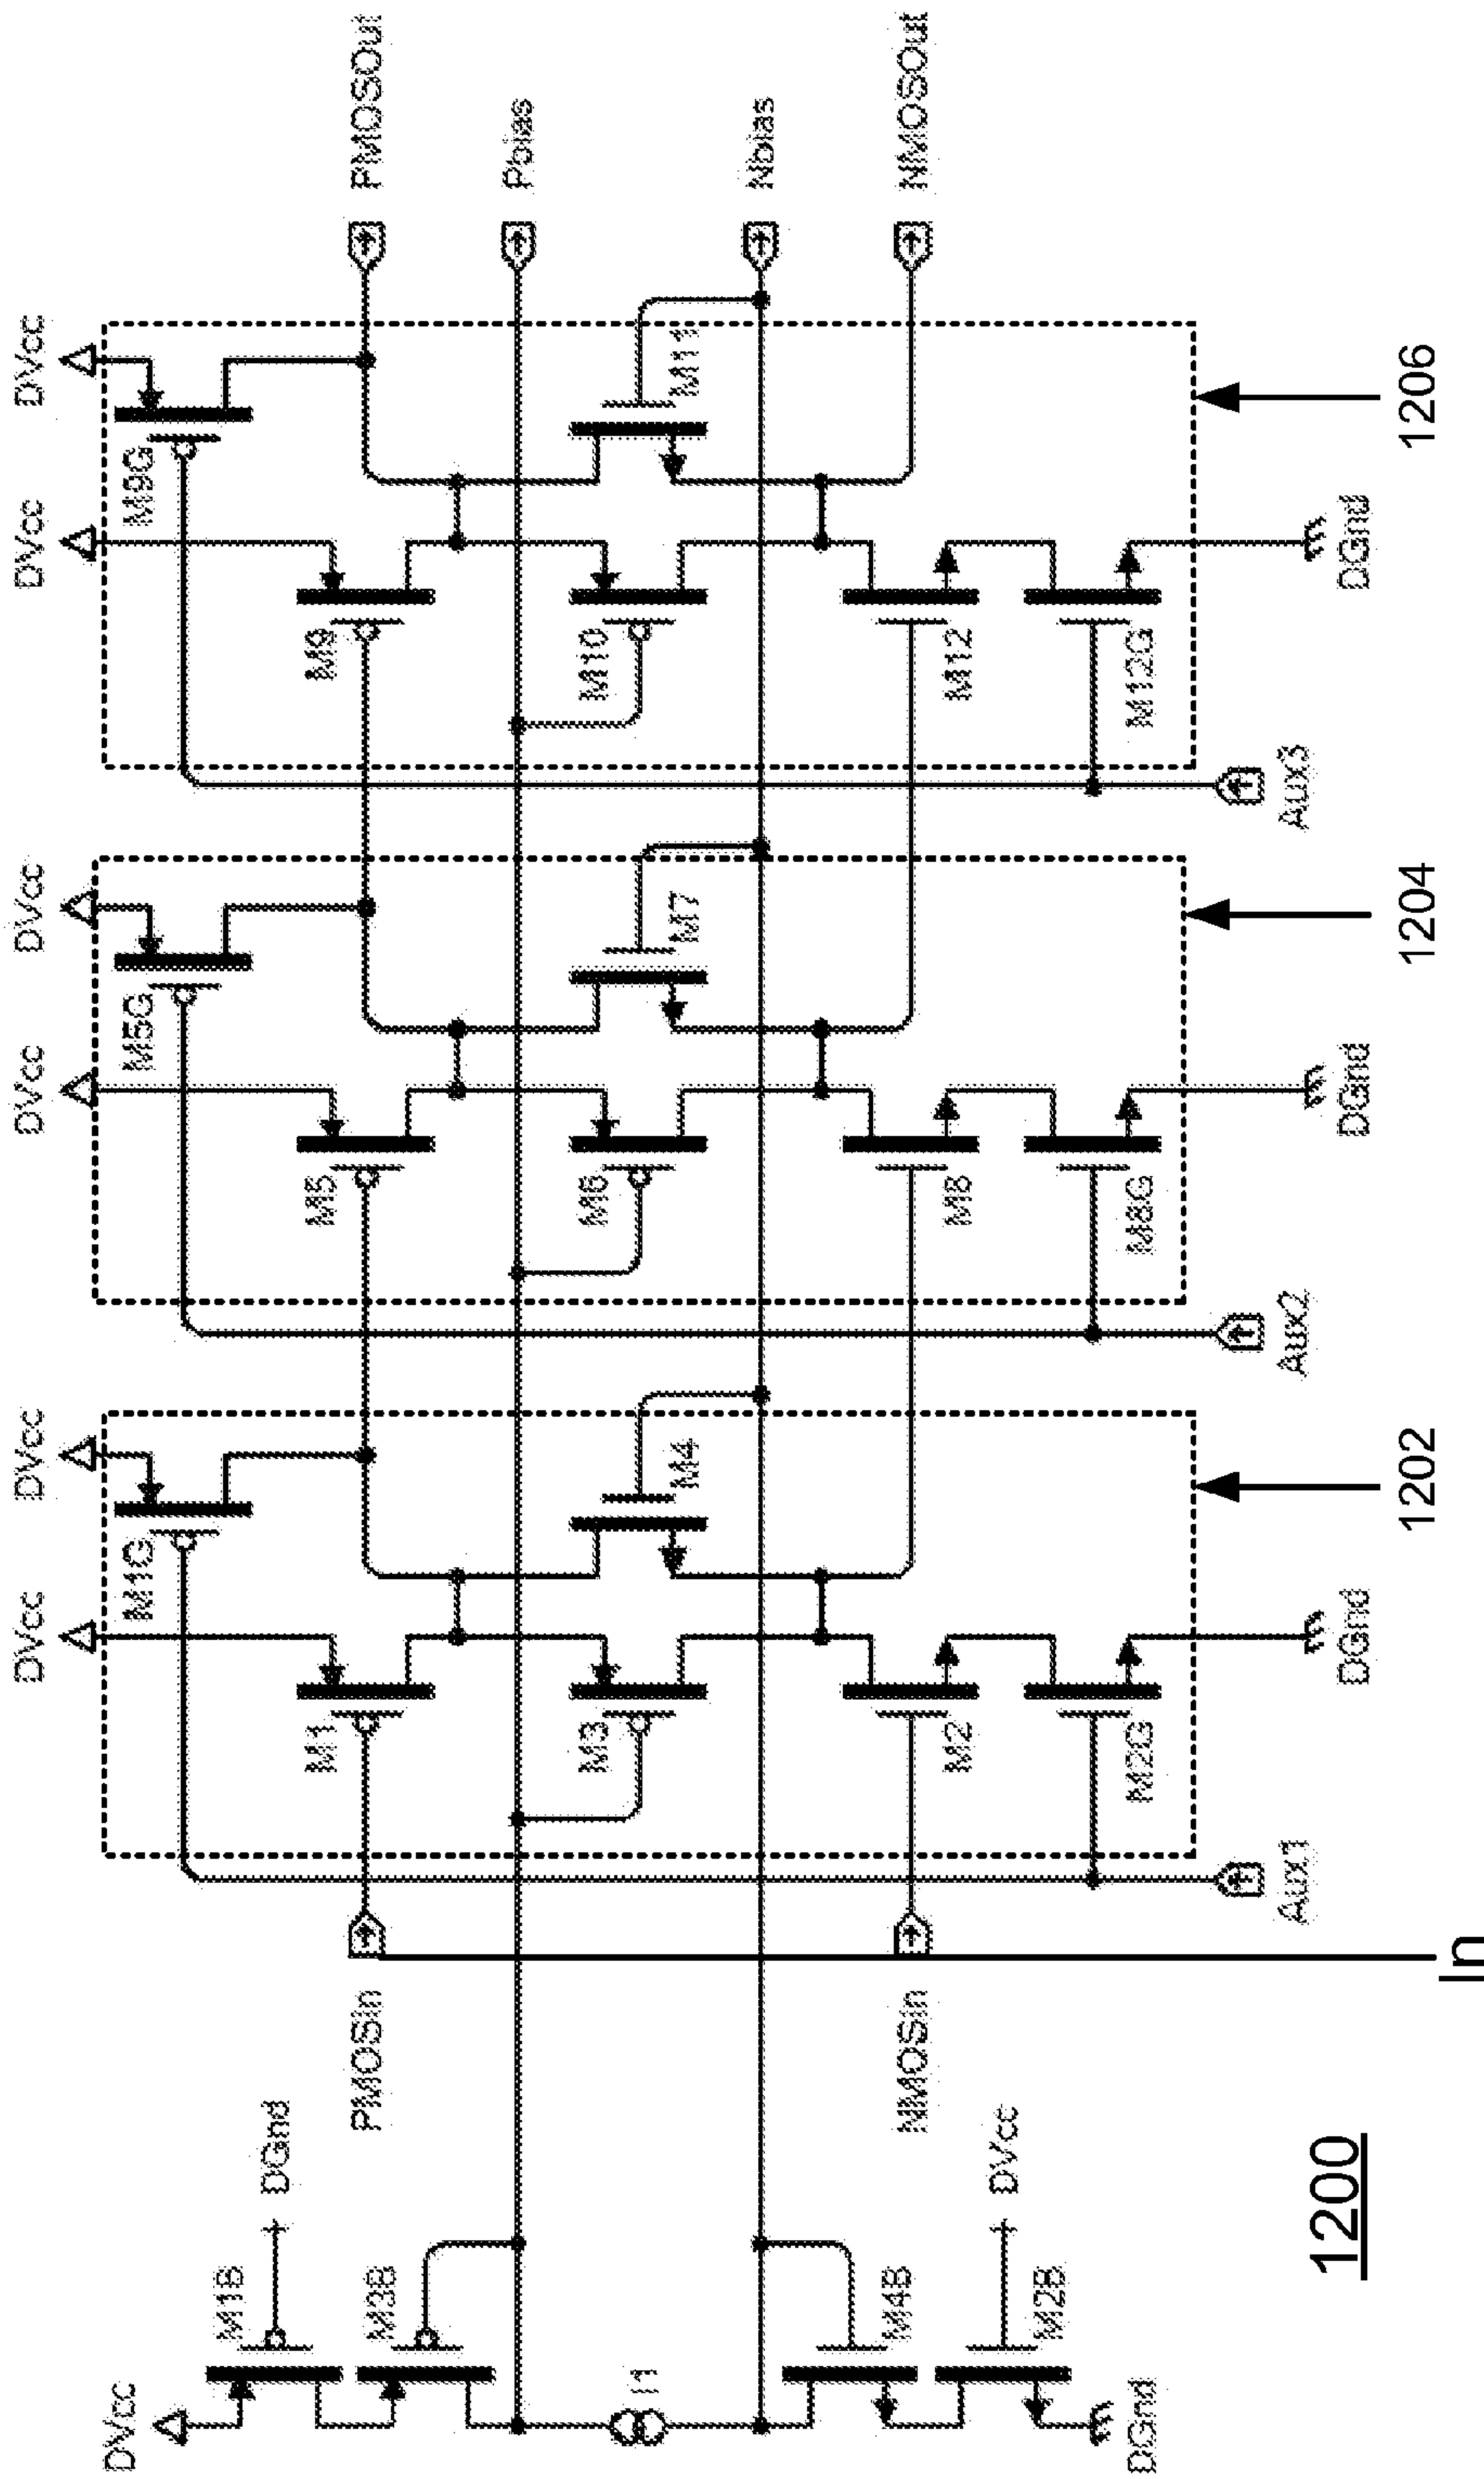 DVcc
M1B
DGnd
M3B
I1
M4B
M2B
DVcc
DGnd
1200
PMOSin
NMOSin
In
DVcc
DVcc
M1G
M1
M3
M4
M2
M2G
Aux1
DGnd
1202
DVcc
DVcc
M5G
M5
M6
M7
M8
M8G
Aux2
DGnd
1204
DVcc
DVcc
M9G
M9
M10
M11
M12
M12G
Aux3
DGnd
1206
PMOSOut
Pbias
Nbias
NMOSOut